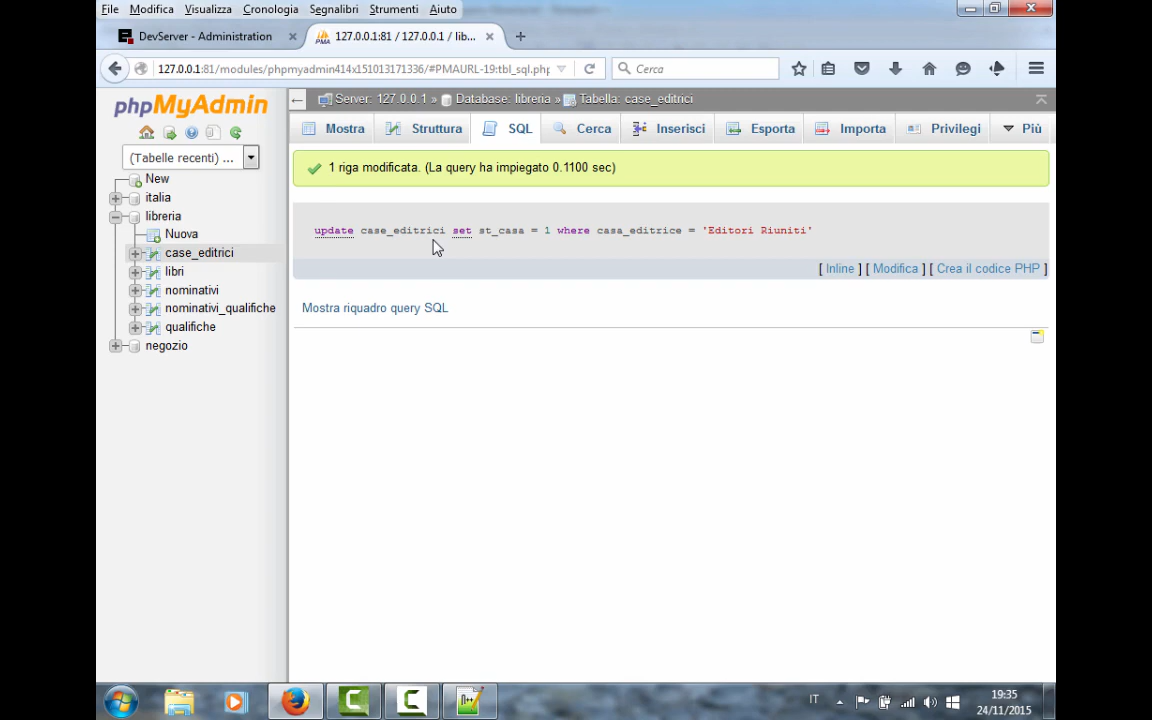 File Modifica Visualizza Cronologia Segnalibri Strumenti Aiuto
DevServer - Administration
127.0.0.1:81 / 127.0.0.1 / lib...
127.0.0.1:81/modules/phpmyadmin414x151013171336/#PMAURL-19:tbl_sql.php
Cerca
phpMyAdmin
Server: 127.0.0.1 » Database: libreria » Tabella: case_editrici
Mostra Struttura SQL Cerca Inserisci Esporta Importa Privilegi Più
(Tabelle recenti) ...
New
italia
libreria
Nuova
case_editrici
libri
nominativi
nominativi_qualifiche
qualifiche
negozio
1 riga modificata. (La query ha impiegato 0.1100 sec)
update case_editrici set st_casa = 1 where casa_editrice = 'Editori Riuniti'
[ Inline ] [ Modifica ] [ Crea il codice PHP ]
Mostra riquadro query SQL
IT
19:35
24/11/2015